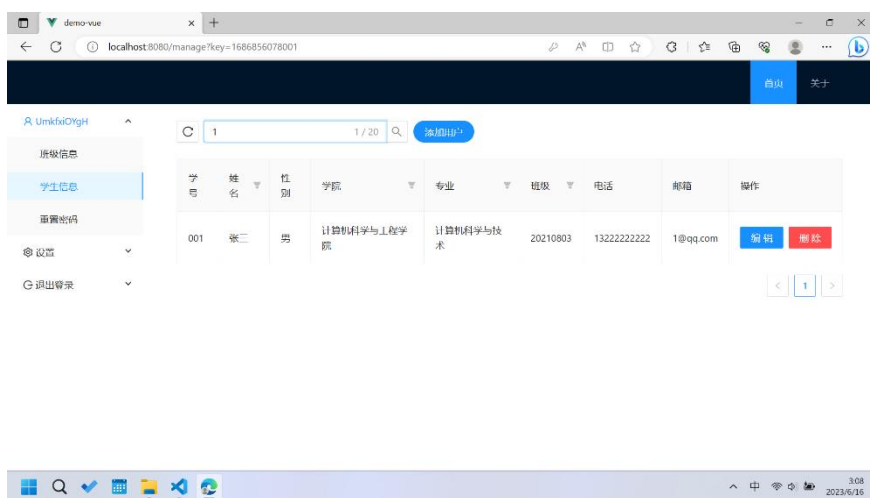 demo-vue
localhost:8080/manage?key=1686856078001
首页 关于
UmkfxiOYgH
班级信息
学生信息
重置密码
设置
退出登录
1 1 / 20 添加用户
学号 姓名 性别 学院 专业 班级 电话 邮箱 操作
001 张三 男 计算机科学与工程学院 计算机科学与技术 20210803 13222222222 1@qq.com 编辑 删除
1
中 3:08
2023/6/16